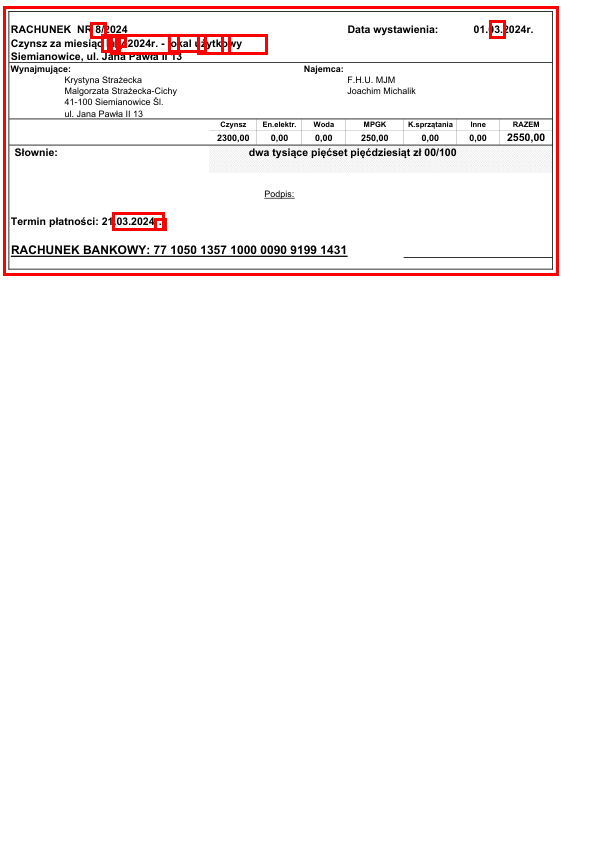 RACHUNEK NR 8/2024 Data wystawienia: 01.03.2024r.
Czynsz za miesiąc 2024r. - lokal użytkowy
Siemianowice, ul. Jana Pawła II 13
Wynajmujące: Najemca:
Krystyna Strażecka F.H.U. MJM
Malgorzata Strażecka-Cichy Joachim Michalik
41-100 Siemianowice Śl.
ul. Jana Pawła II 13
Czynsz En.elektr. Woda MPGK K.sprzątania Inne RAZEM
2300,00 0,00 0,00 250,00 0,00 0,00 2550,00
Słownie: dwa tysiące pięćset pięćdziesiąt zł 00/100
Podpis:
Termin płatności: 21.03.2024
RACHUNEK BANKOWY: 77 1050 1357 1000 0090 9199 1431